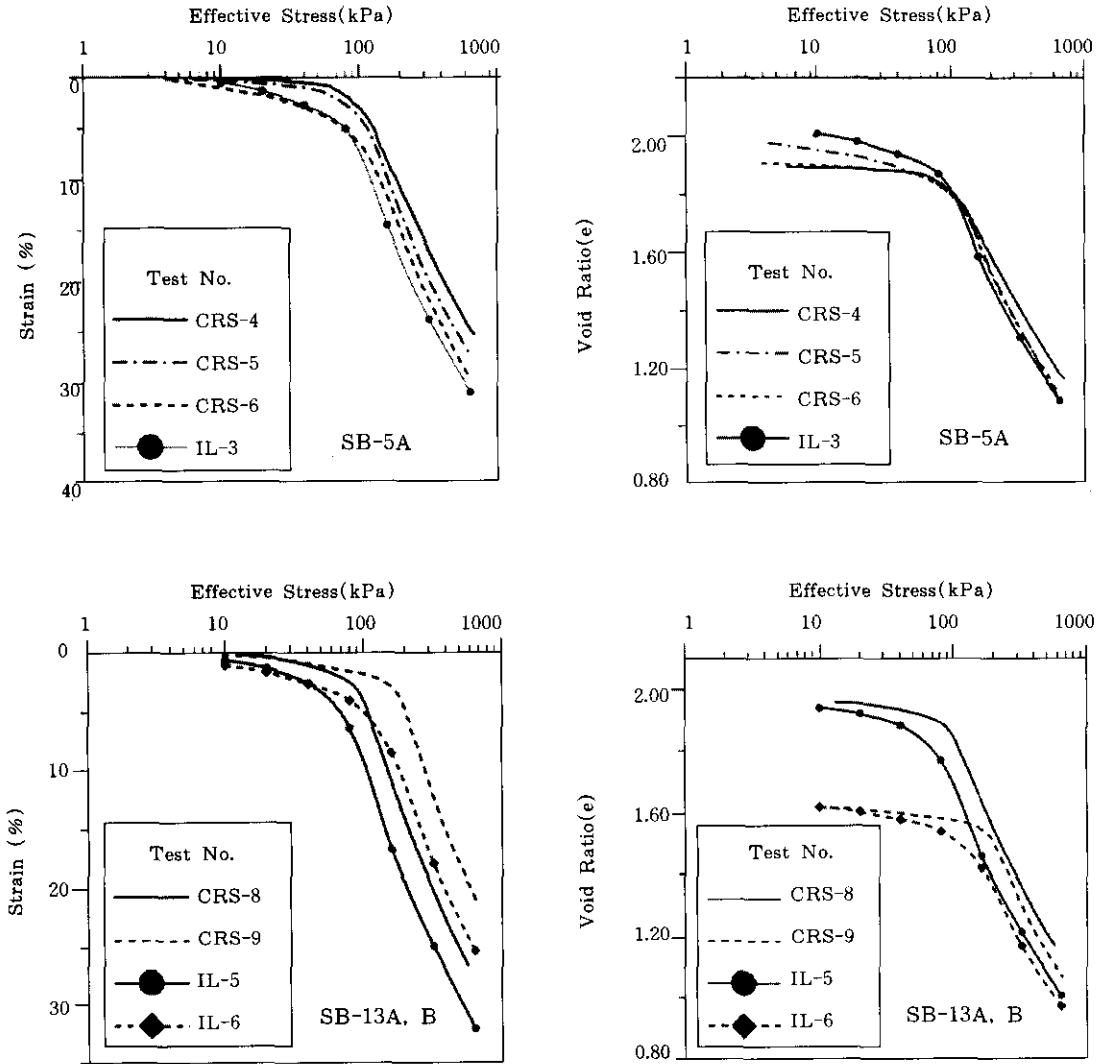 Effective Stress(kPa)
1 10 100 1000
0
10
20
30
40
Strain (%)
Test No.
CRS-4
CRS-5
CRS-6
IL-3
SB-5A
Effective Stress(kPa)
1 10 100 1000
2.00
1.60
1.20
0.80
Void Ratio(e)
Test No.
CRS-4
CRS-5
CRS-6
IL-3
SB-5A
Effective Stress(kPa)
1 10 100 1000
0
10
20
30
Strain (%)
Test No.
CRS-8
CRS-9
IL-5
IL-6
SB-13A, B
Effective Stress(kPa)
1 10 100 1000
2.00
1.60
1.20
0.80
Void Ratio(e)
Test No.
CRS-8
CRS-9
IL-5
IL-6
SB-13A, B